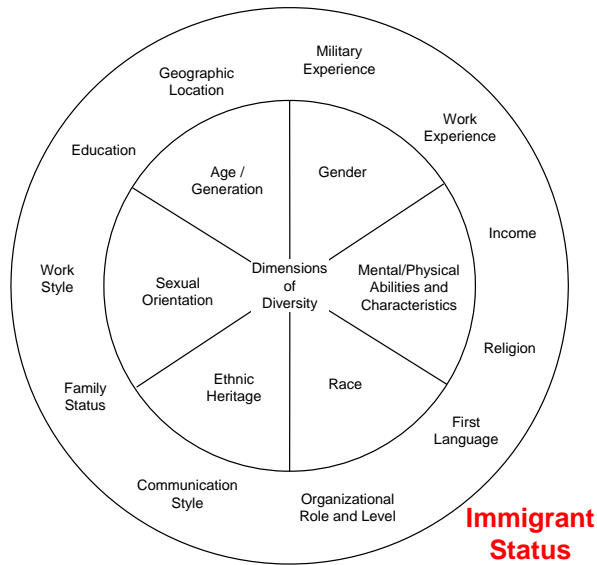 Military
Experience
Geographic
Location
Work
Experience
Education
Age /
Generation
Gender
Income
Work
Style
Sexual
Orientation
Dimensions
of
Diversity
Mental/Physical
Abilities and
Characteristics
Religion
Family
Status
Ethnic
Heritage
Race
First
Language
Communication
Style
Organizational
Role and Level
Immigrant
Status